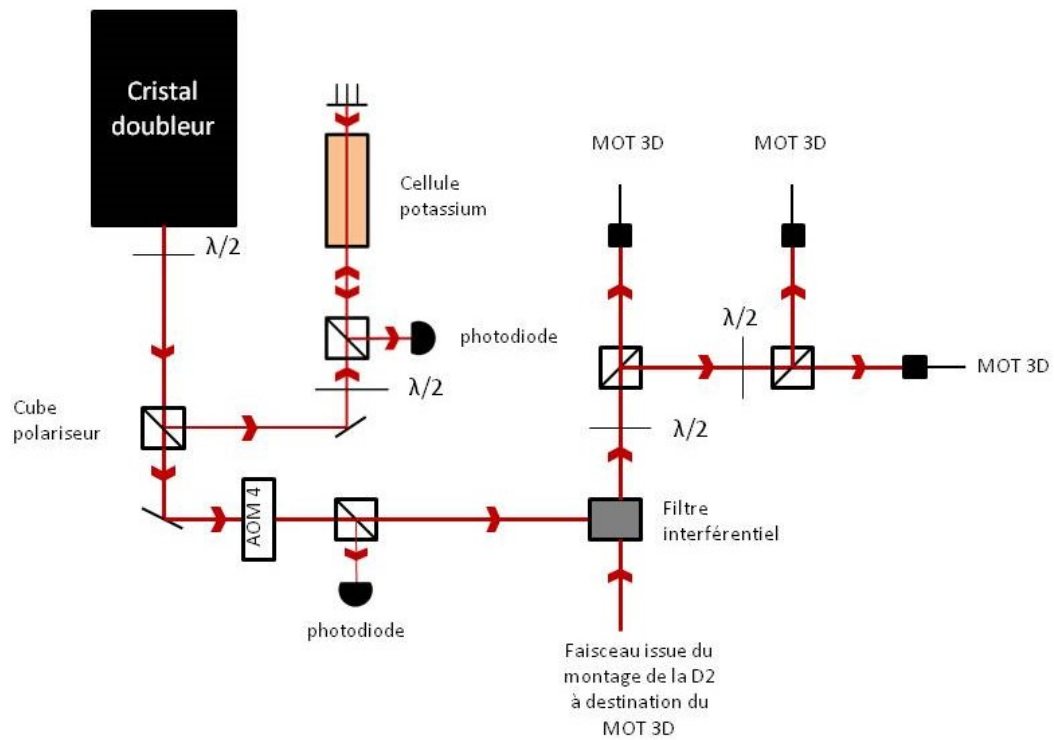 Cristal
doubleur
λ/2
Cellule
potassium
photodiode
λ/2
Cube
polariseur
AOM 4
photodiode
MOT 3D
MOT 3D
λ/2
MOT 3D
λ/2
Filtre
interférentiel
Faisceau issue du
montage de la D2
à destination du
MOT 3D